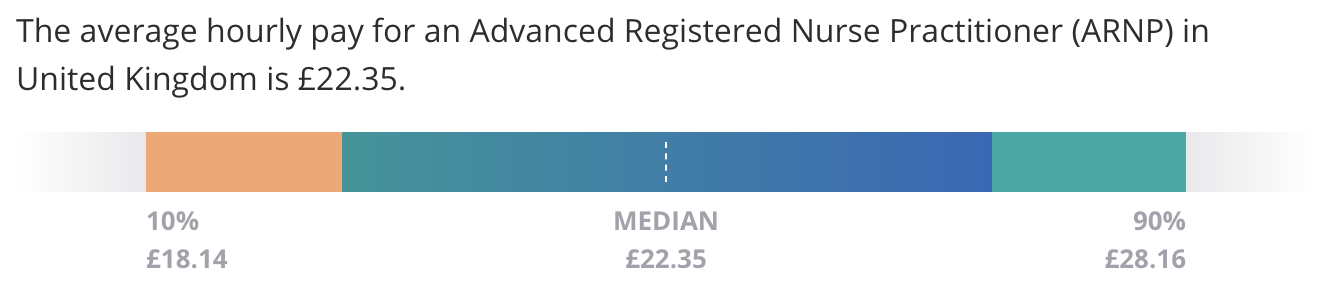 The average hourly pay for an Advanced Registered Nurse Practitioner (ARNP) in
United Kingdom is £22.35.
10% MEDIAN 90%
£18.14 £22.35 £28.16